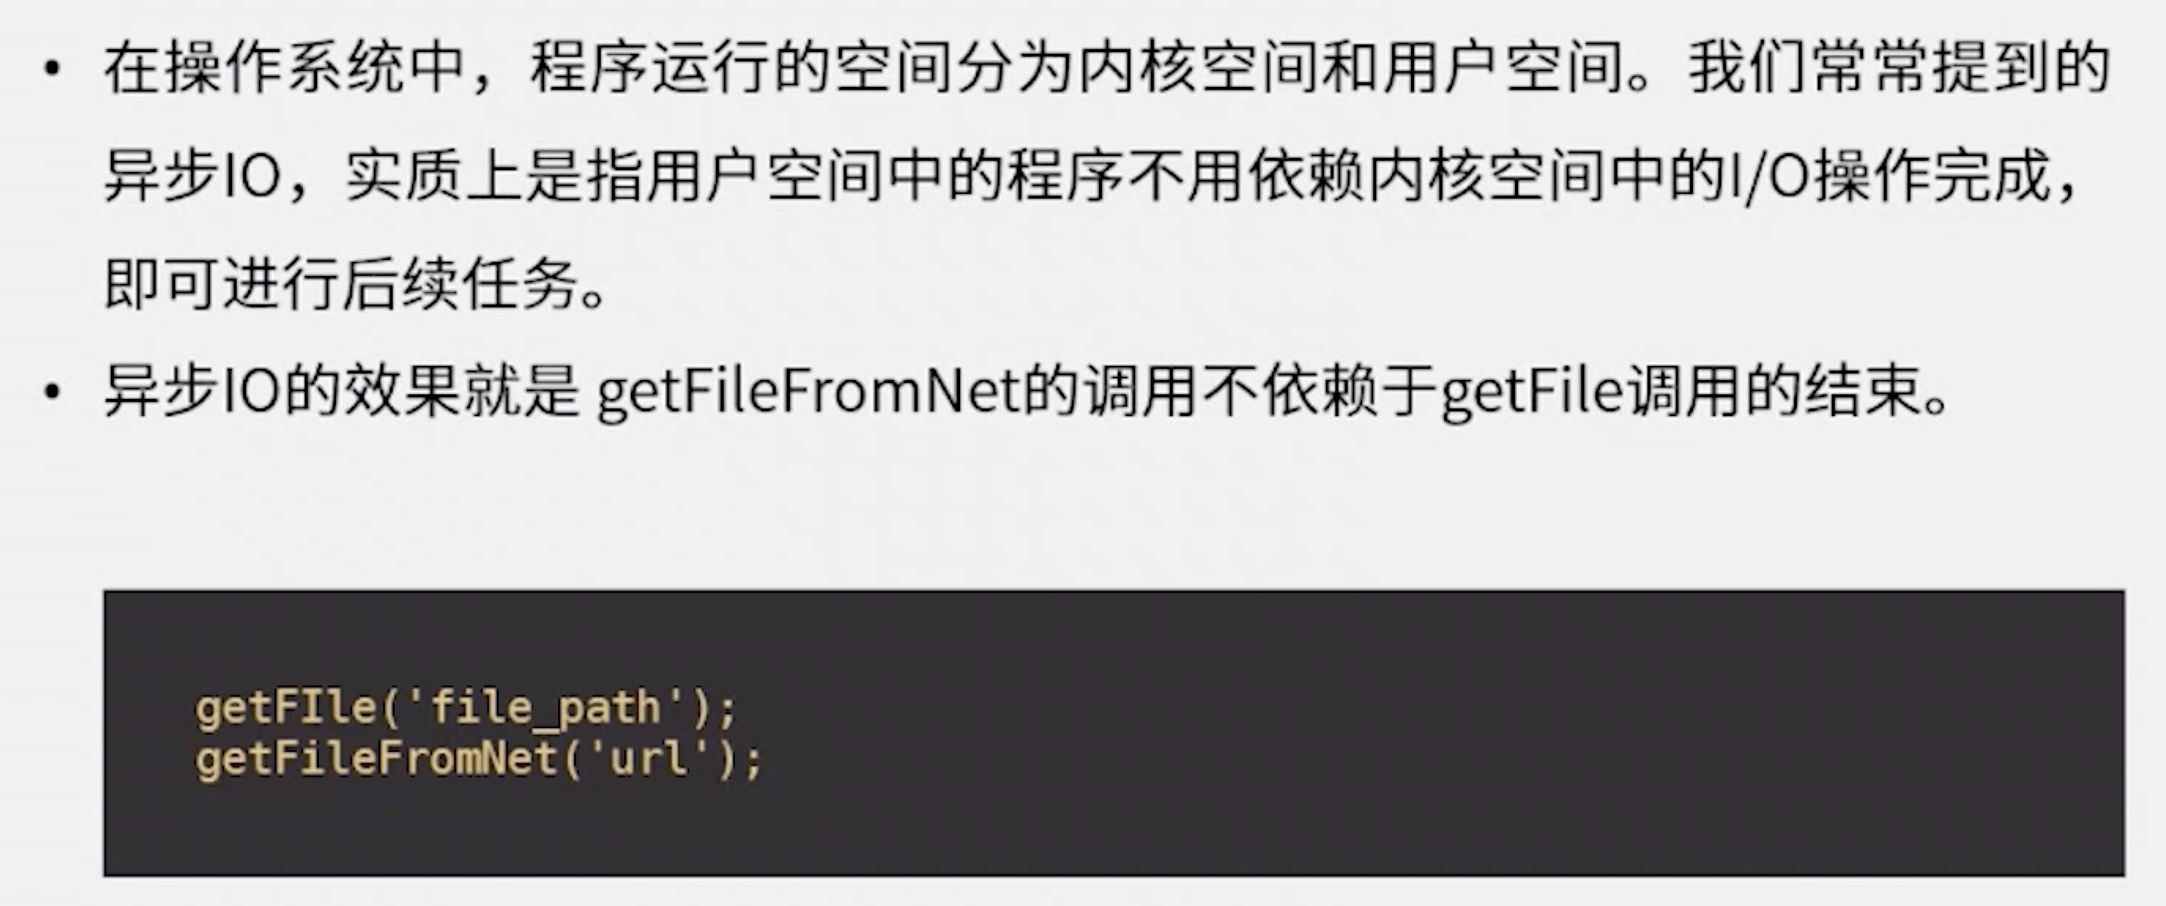 • 在操作系统中，程序运行的空间分为内核空间和用户空间。我们常常提到的
异步IO，实质上是指用户空间中的程序不用依赖内核空间中的I/O操作完成，
即可进行后续任务。
• 异步IO的效果就是 getFileFromNet的调用不依赖于getFile调用的结束。
getFIle('file_path');
getFileFromNet('url');